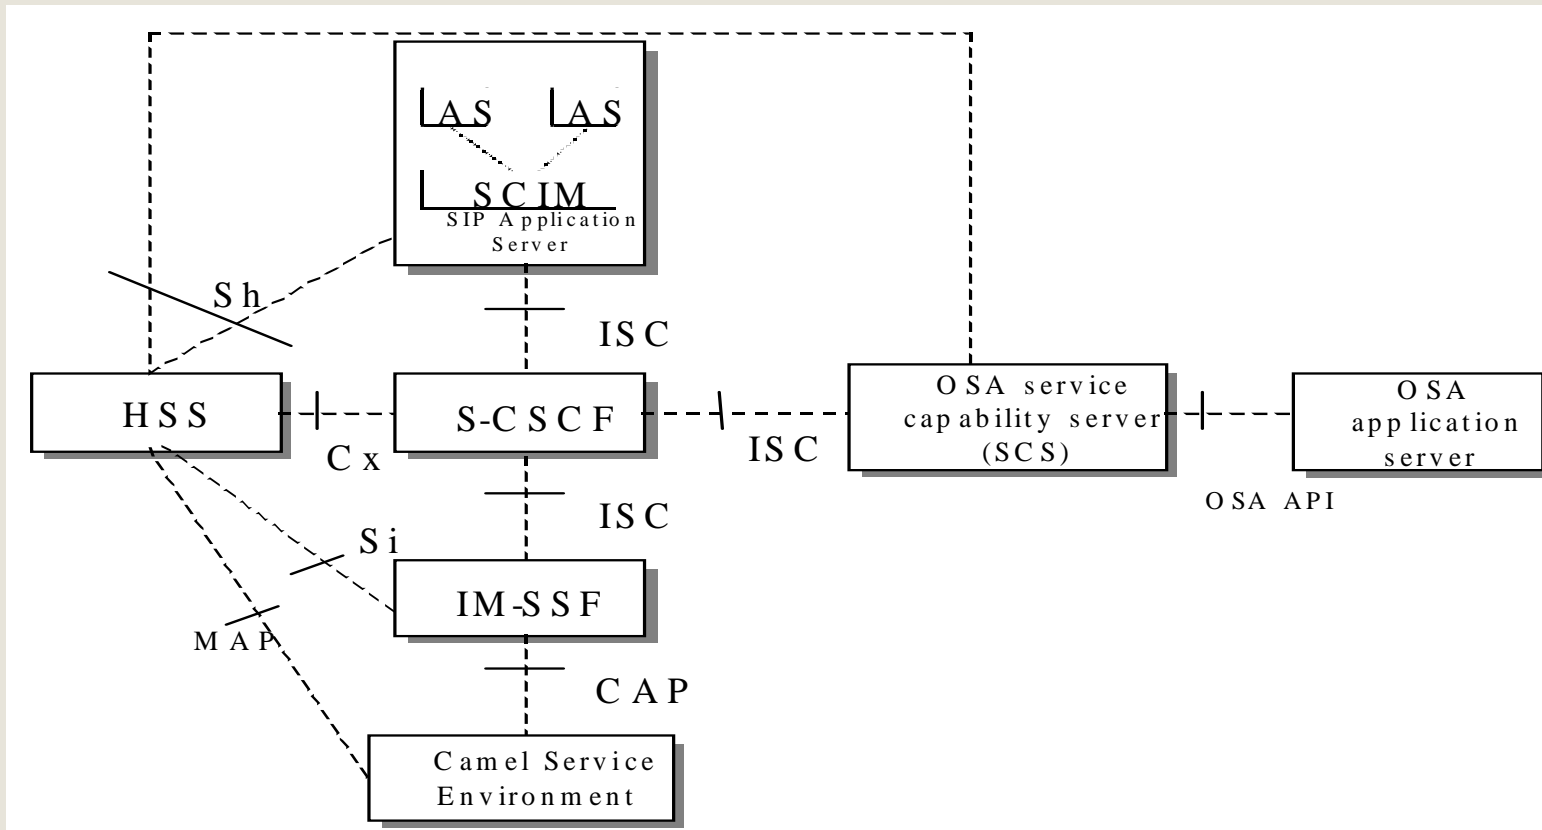 AS
AS
SCIM
SIP Application
Server
Sh
ISC
HSS
S-CSCF
OSA service
capability server
(SCS)
OSA
application
server
Cx
ISC
ISC
OSA API
Si
IM-SSF
MAP
CAP
Camel Service
Environment